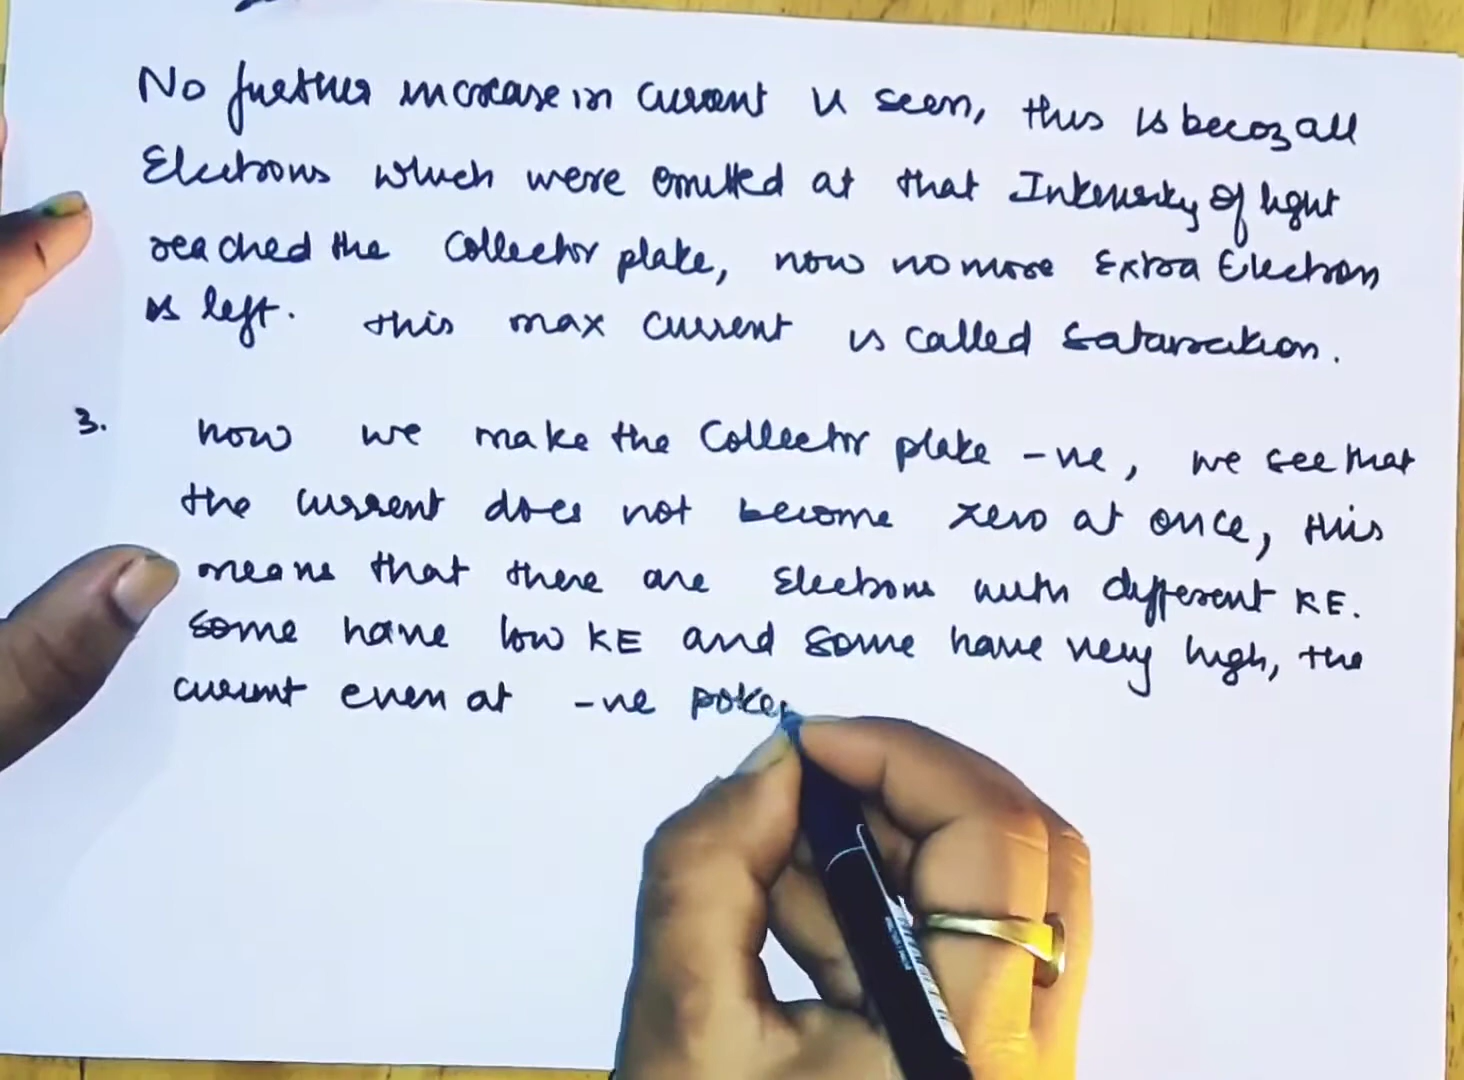 No further increase in current is seen, this is becoz all
Electrons which were emitted at that Intensity of light
reached the collector plate, now no more Extra Electron
is left. this max current is called Saturation.
3. now we make the Collector plate -ve, we see that
the current does not become zero at once, this
means that there are Electrons with different KE.
Some have low KE and some have very high, the
current even at -ve poten